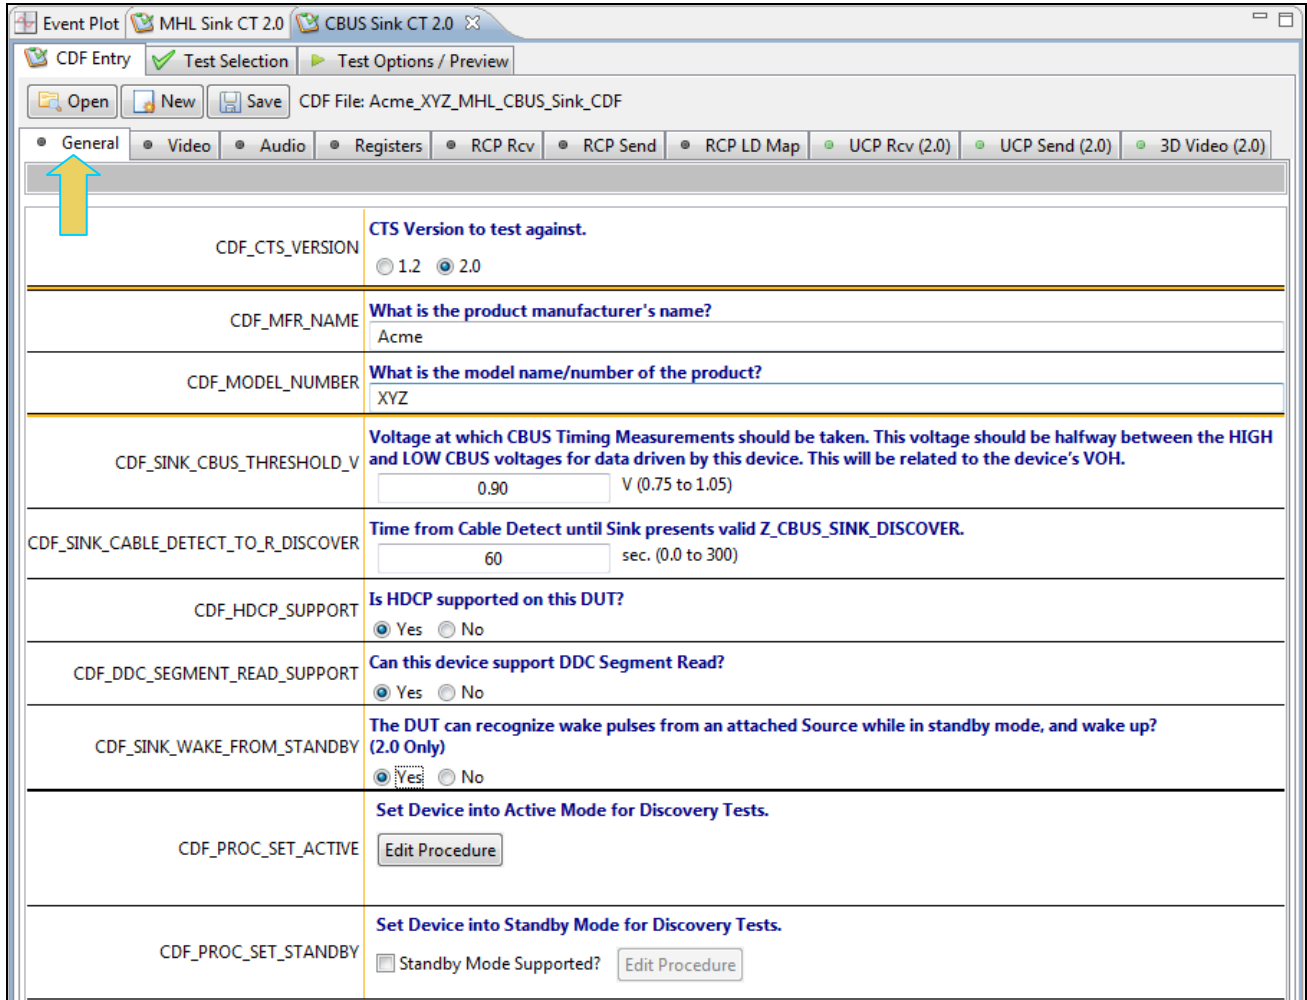 Event Plot MHL Sink CT 2.0 CBUS Sink CT 2.0
CDF Entry Test Selection Test Options / Preview
Open New Save CDF File: Acme_XYZ_MHL_CBUS_Sink_CDF
General Video Audio Registers RCP Rcv RCP Send RCP LD Map UCP Rcv (2.0) UCP Send (2.0) 3D Video (2.0)
CDF_CTS_VERSION
CTS Version to test against.
1.2 2.0
CDF_MFR_NAME
What is the product manufacturer's name?
Acme
CDF_MODEL_NUMBER
What is the model name/number of the product?
XYZ
CDF_SINK_CBUS_THRESHOLD_V
Voltage at which CBUS Timing Measurements should be taken. This voltage should be halfway between the HIGH
and LOW CBUS voltages for data driven by this device. This will be related to the device's VOH.
0.90 V (0.75 to 1.05)
CDF_SINK_CABLE_DETECT_TO_R_DISCOVER
Time from Cable Detect until Sink presents valid Z_CBUS_SINK_DISCOVER.
60 sec. (0.0 to 300)
CDF_HDCP_SUPPORT
Is HDCP supported on this DUT?
Yes No
CDF_DDC_SEGMENT_READ_SUPPORT
Can this device support DDC Segment Read?
Yes No
CDF_SINK_WAKE_FROM_STANDBY
The DUT can recognize wake pulses from an attached Source while in standby mode, and wake up?
(2.0 Only)
Yes No
CDF_PROC_SET_ACTIVE
Set Device into Active Mode for Discovery Tests.
Edit Procedure
CDF_PROC_SET_STANDBY
Set Device into Standby Mode for Discovery Tests.
Standby Mode Supported? Edit Procedure